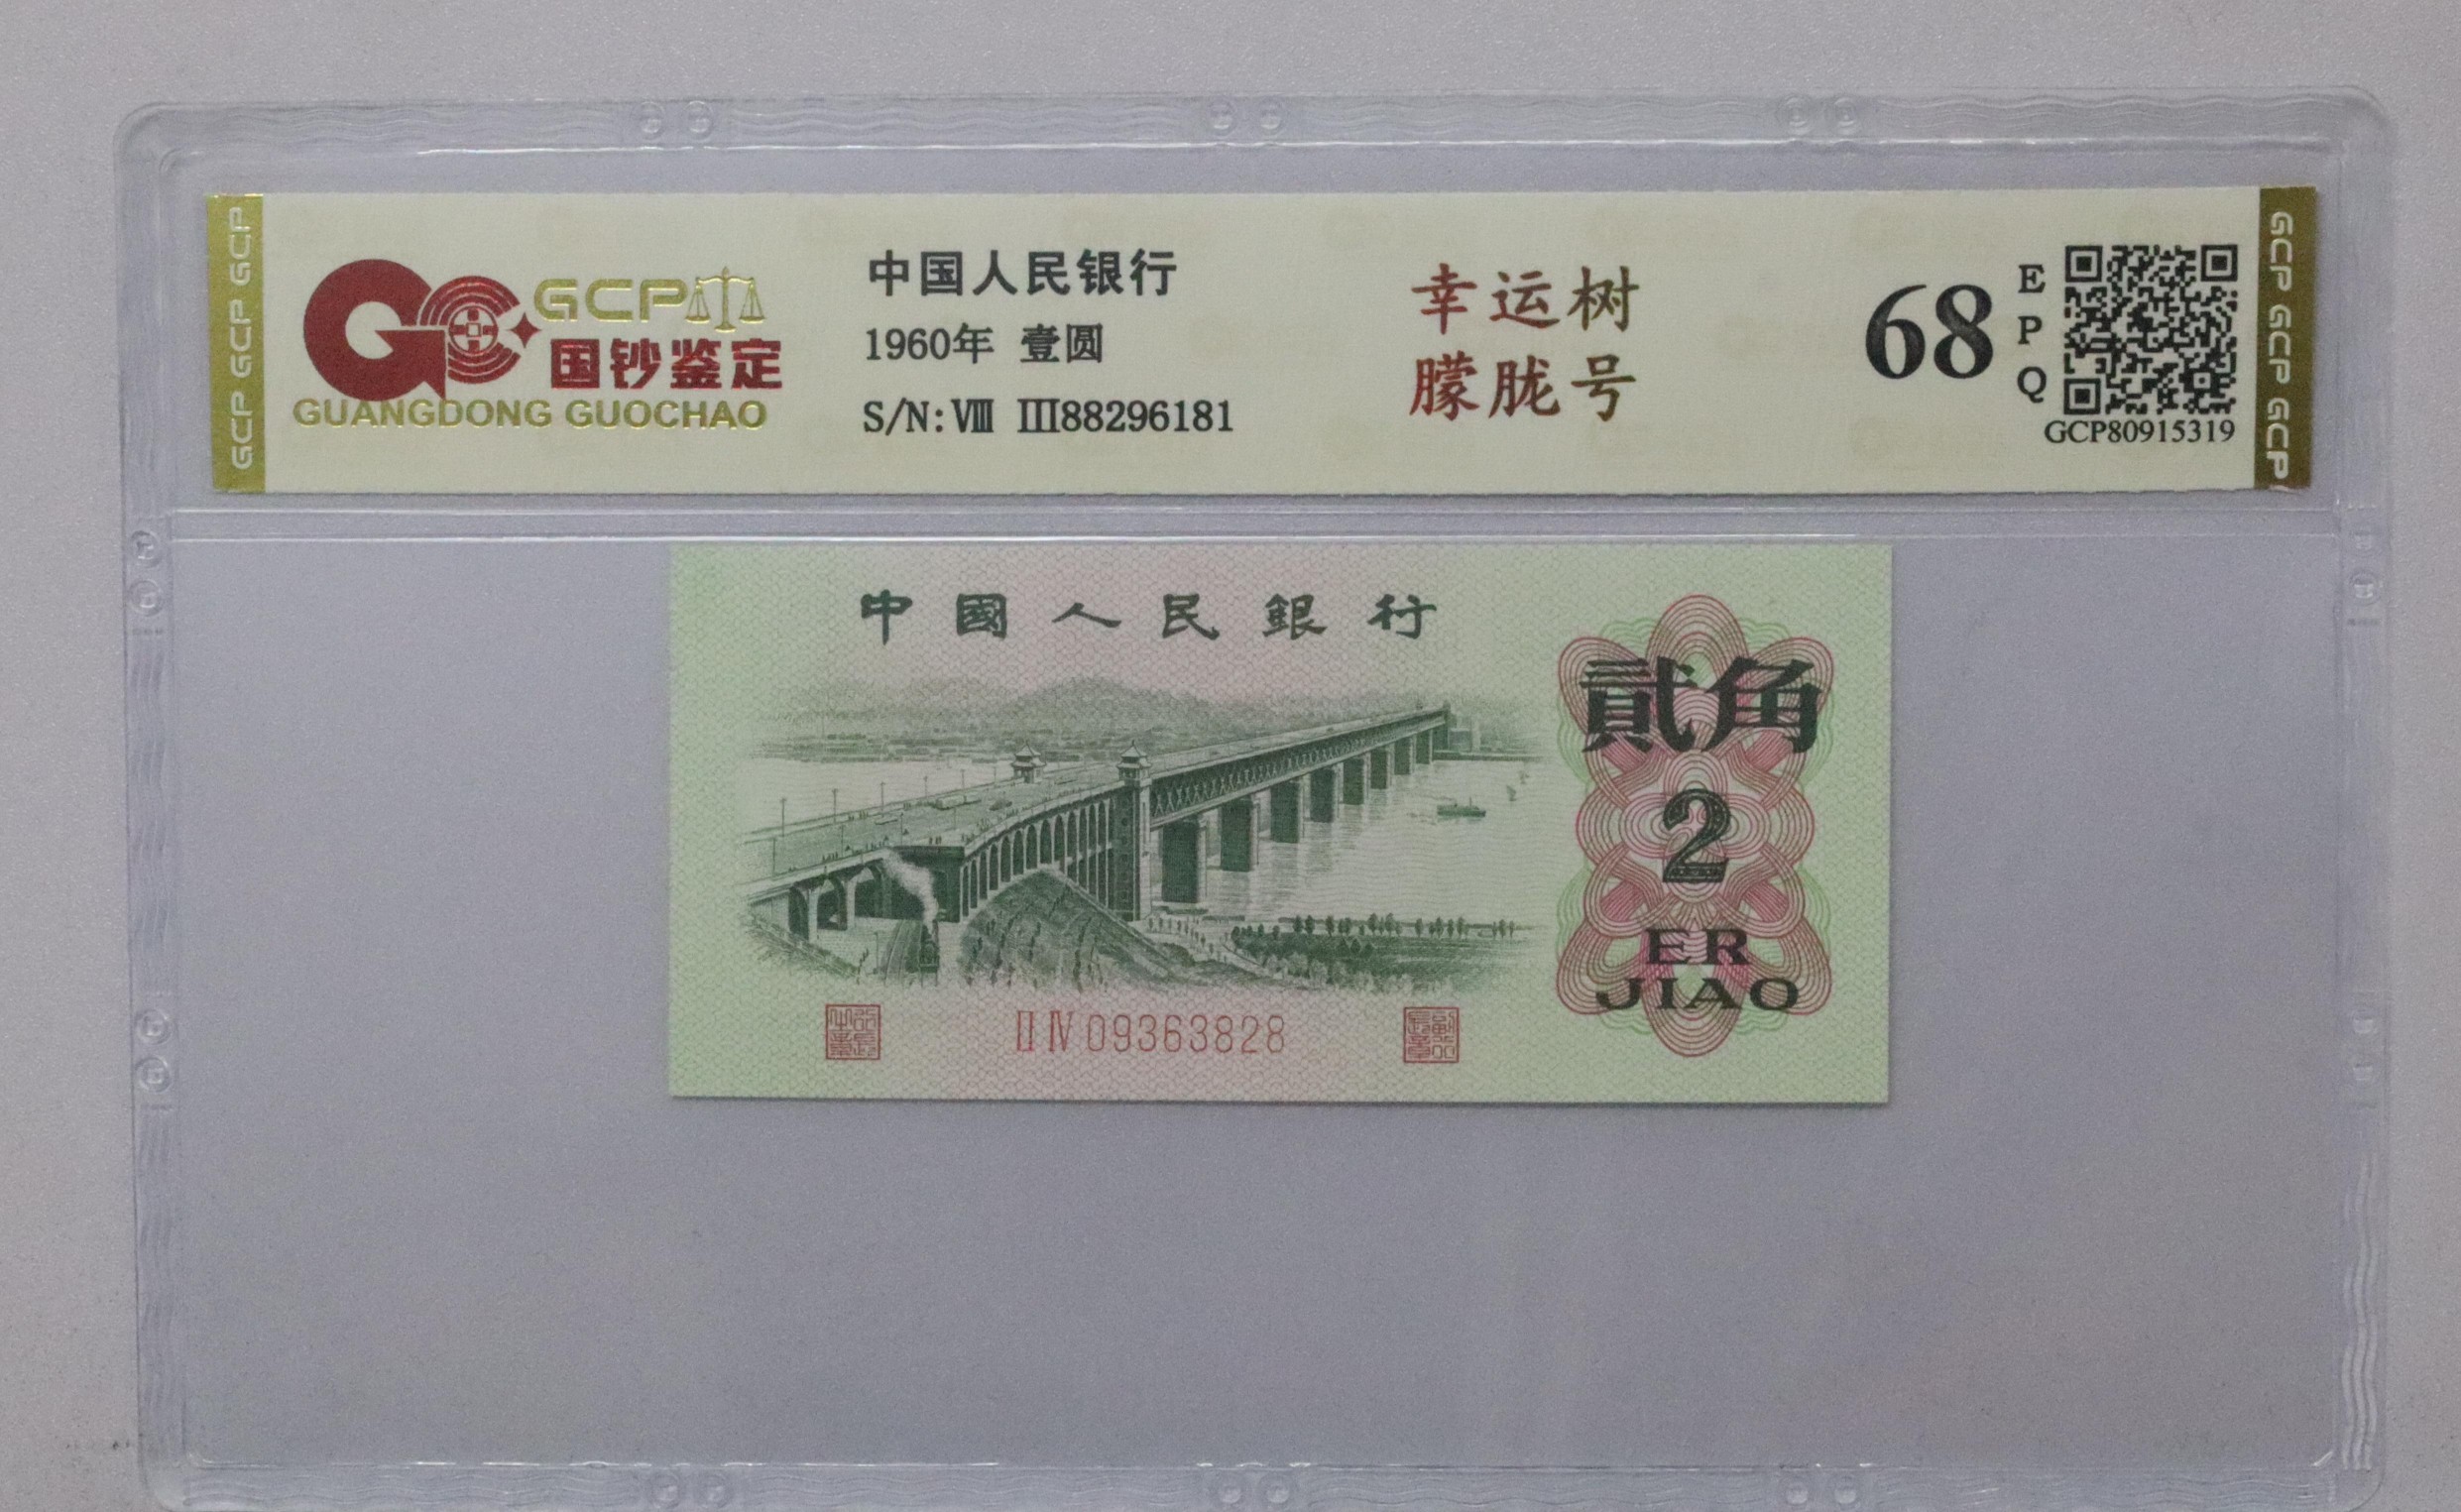 GCP GCP GCP
GCP
国钞鉴定
GUANGDONG GUOCHAO
中国人民银行
1960年 壹圆
S/N:Ⅷ Ⅲ88296181
幸运树
朦胧号
68
E
P
Q
GCP80915319
GCP GCP GCP
中國人民銀行
貳角
2
ER
JIAO
Ⅱ Ⅳ 09363828